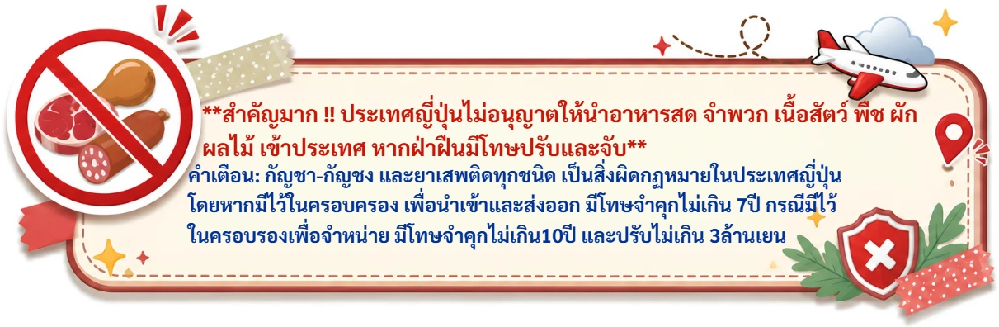 **สำคัญมาก !! ประเทศญี่ปุ่นไม่อนุญาตให้นำอาหารสด จำพวก เนื้อสัตว์ พืช ผัก
ผลไม้ เข้าประเทศ หากฝ่าฝืนมีโทษปรับและจับ**
คำเตือน: กัญชา-กัญชง และยาเสพติดทุกชนิด เป็นสิ่งผิดกฎหมายในประเทศญี่ปุ่น
โดยหากมีไว้ในครอบครอง เพื่อนำเข้าและส่งออก มีโทษจำคุกไม่เกิน 7ปี กรณีมีไว้
ในครอบรองเพื่อจำหน่าย มีโทษจำคุกไม่เกิน10ปี และปรับไม่เกิน 3ล้านเยน